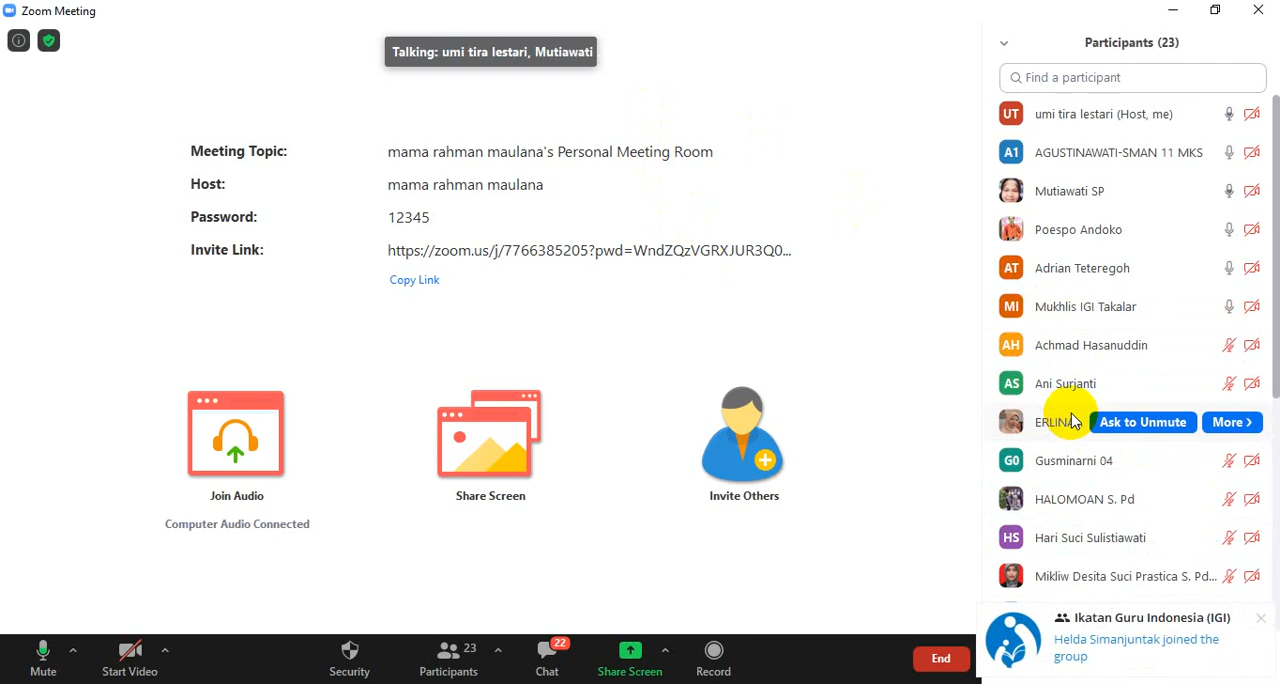 Zoom Meeting
Talking: umi tira lestari, Mutiawati
Meeting Topic: mama rahman maulana's Personal Meeting Room
Host: mama rahman maulana
Password: 12345
Invite Link: https://zoom.us/j/7766385205?pwd=WndZQzVGRXJUR3Q0...
Copy Link
Join Audio
Computer Audio Connected
Share Screen
Invite Others
Participants (23)
Find a participant
UT umi tira lestari (Host, me)
A1 AGUSTINAWATI-SMAN 11 MKS
Mutiawati SP
Poespo Andoko
AT Adrian Teteregoh
MI Mukhlis IGI Takalar
AH Achmad Hasanuddin
AS Ani Surjanti
ERLINA Ask to Unmute More >
G0 Gusminarni 04
HALOMOAN S. Pd
HS Hari Suci Sulistiawati
Mikliw Desita Suci Prastica S. Pd...
Ikatan Guru Indonesia (IGI)
Helda Simanjuntak joined the
group
Mute
Start Video
Security
23
Participants
22
Chat
Share Screen
Record
End